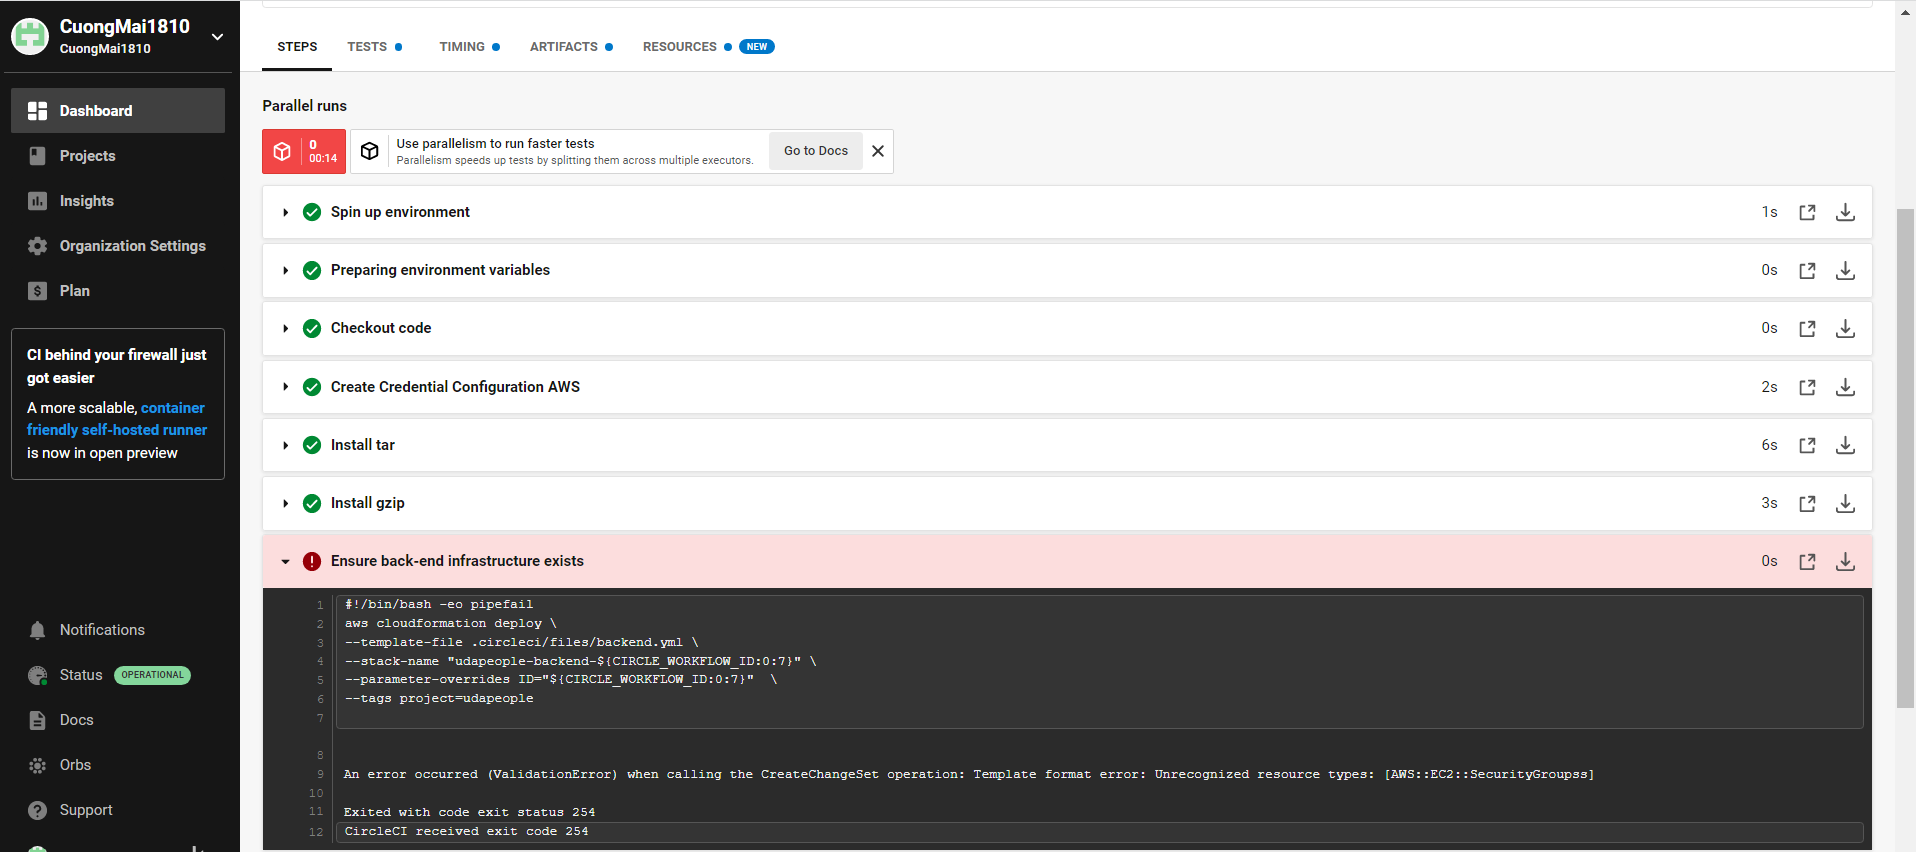 CuongMai1810
CuongMai1810
Dashboard
Projects
Insights
Organization Settings
Plan
CI behind your firewall just
got easier
A more scalable, container
friendly self-hosted runner
is now in open preview
Notifications
Status OPERATIONAL
Docs
Orbs
Support
STEPS TESTS TIMING ARTIFACTS RESOURCES NEW
Parallel runs
0
00:14
Use parallelism to run faster tests
Parallelism speeds up tests by splitting them across multiple executors.
Go to Docs
Spin up environment 1s
Preparing environment variables 0s
Checkout code 0s
Create Credential Configuration AWS 2s
Install tar 6s
Install gzip 3s
Ensure back-end infrastructure exists 0s
1 #!/bin/bash -eo pipefail
2 aws cloudformation deploy \
3 --template-file .circleci/files/backend.yml \
4 --stack-name "udapeople-backend-${CIRCLE_WORKFLOW_ID:0:7}" \
5 --parameter-overrides ID="${CIRCLE_WORKFLOW_ID:0:7}"  \
6 --tags project=udapeople
7
8
9 An error occurred (ValidationError) when calling the CreateChangeSet operation: Template format error: Unrecognized resource types: [AWS::EC2::SecurityGroupss]
10
11 Exited with code exit status 254
12 CircleCI received exit code 254